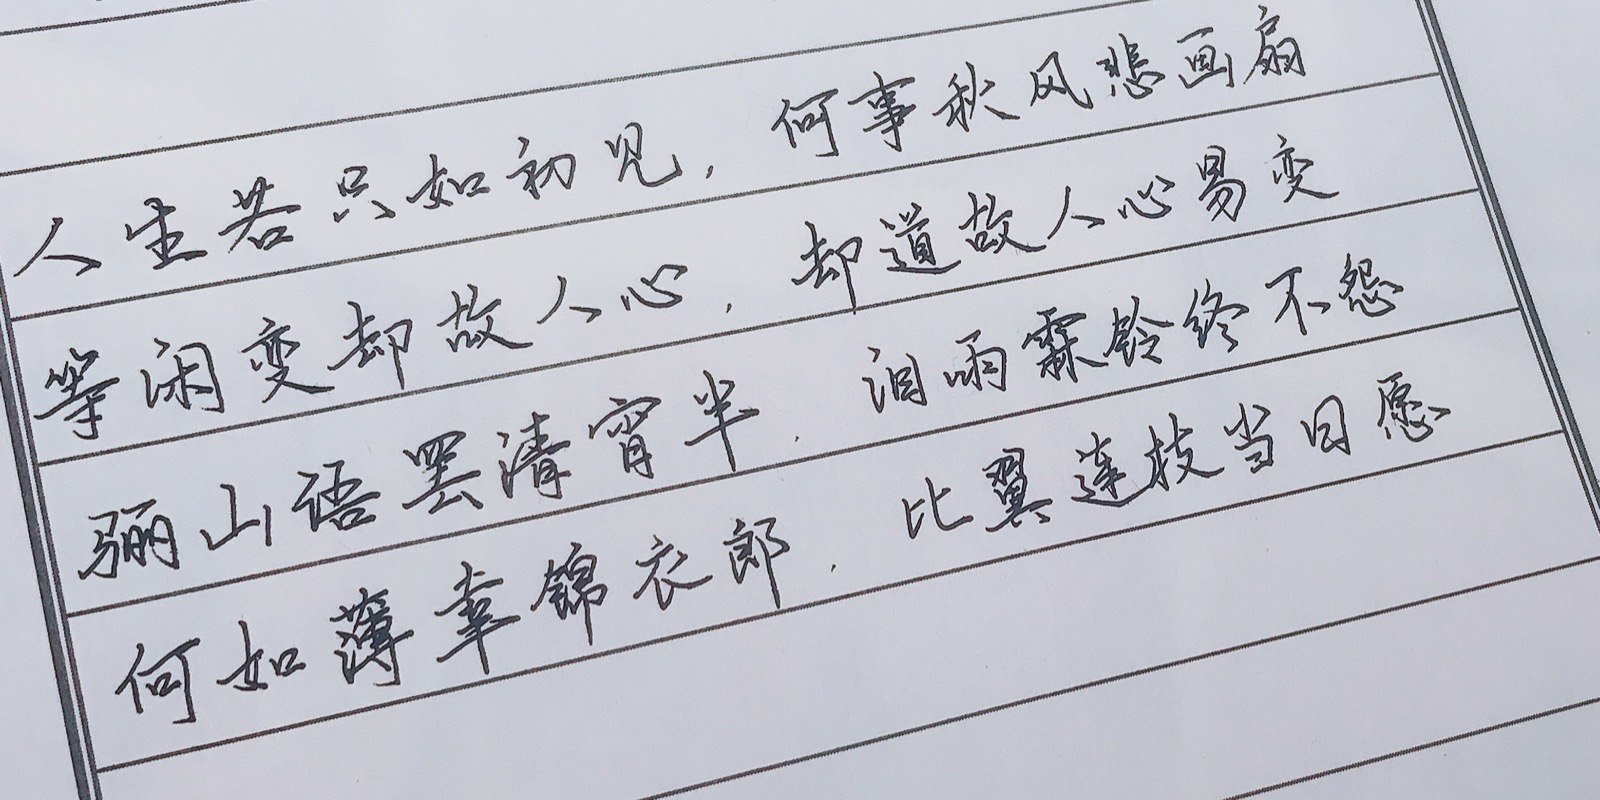 人生若只如初见，何事秋风悲画扇
等闲变却故人心，却道故人心易变
骊山语罢清宵半，泪雨霖铃终不怨
何如薄幸锦衣郎，比翼连枝当日愿